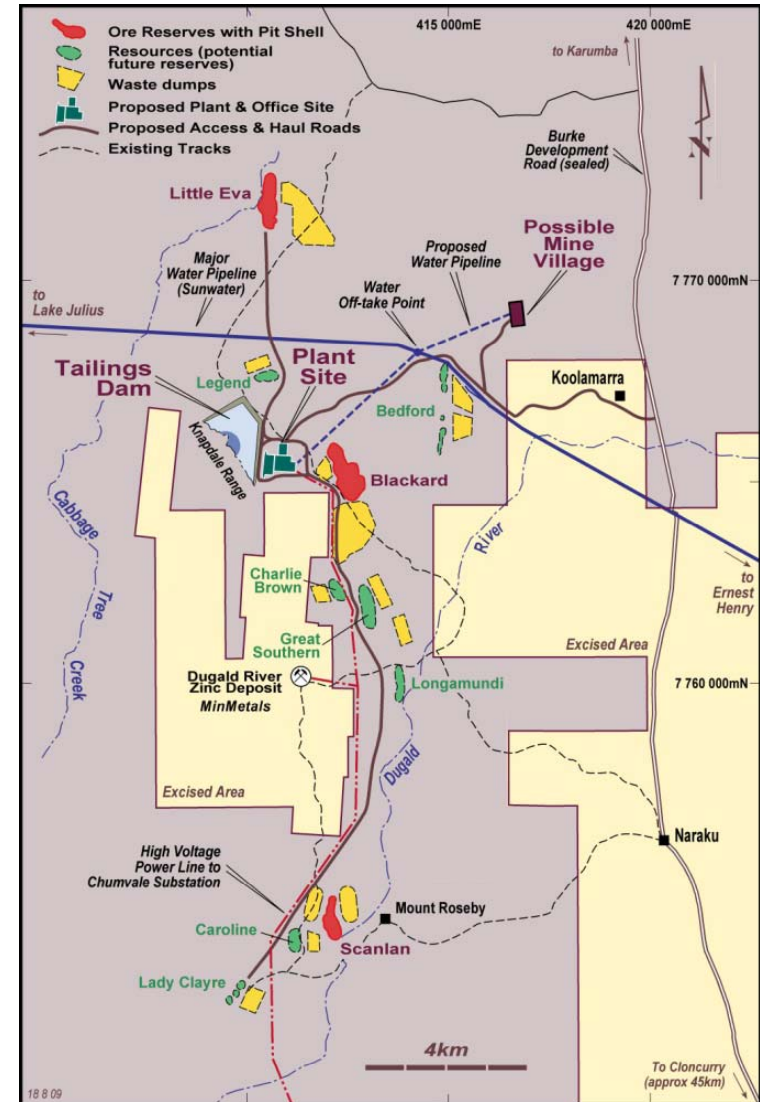 415 000mE
420 000mE
Ore Reserves with Pit Shell
Resources (potential
future reserves)
Waste dumps
Proposed Plant & Office Site
Proposed Access & Haul Roads
Existing Tracks
to Karumba
Burke
Development
Road (sealed)
N
Little Eva
Possible
Mine
Village
Major
Water Pipeline
(Sunwater)
Proposed
Water Pipeline
Water
Off-take Point
7 770 000mN
to
Lake Julius
Plant
Site
Tailings
Dam
Legend
Koolamarra
Bedford
Knapdale Range
Blackard
Cabbage
Tree
Creek
River
Charlie
Brown
to
Ernest
Henry
Great
Southern
Excised Area
Dugald River
Zinc Deposit
MinMetals
Longamundi
7 760 000mN
Dugald
Excised Area
Naraku
High Voltage
Power Line to
Chumvale Substation
Mount Roseby
Caroline
Scanlan
Lady Clayre
4km
To Cloncurry
(approx 45km)
18 8 09